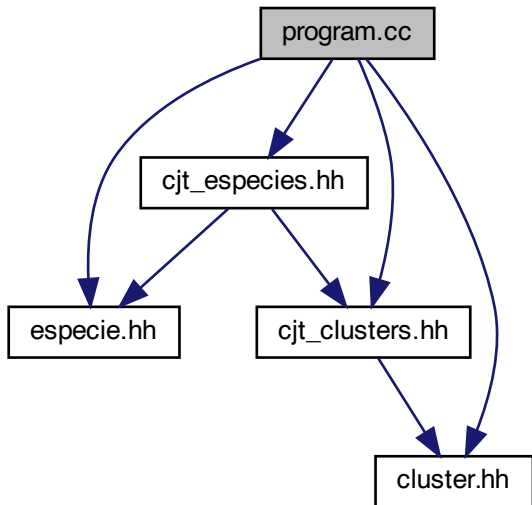 program.cc
cjt_especies.hh
especie.hh
cjt_clusters.hh
cluster.hh